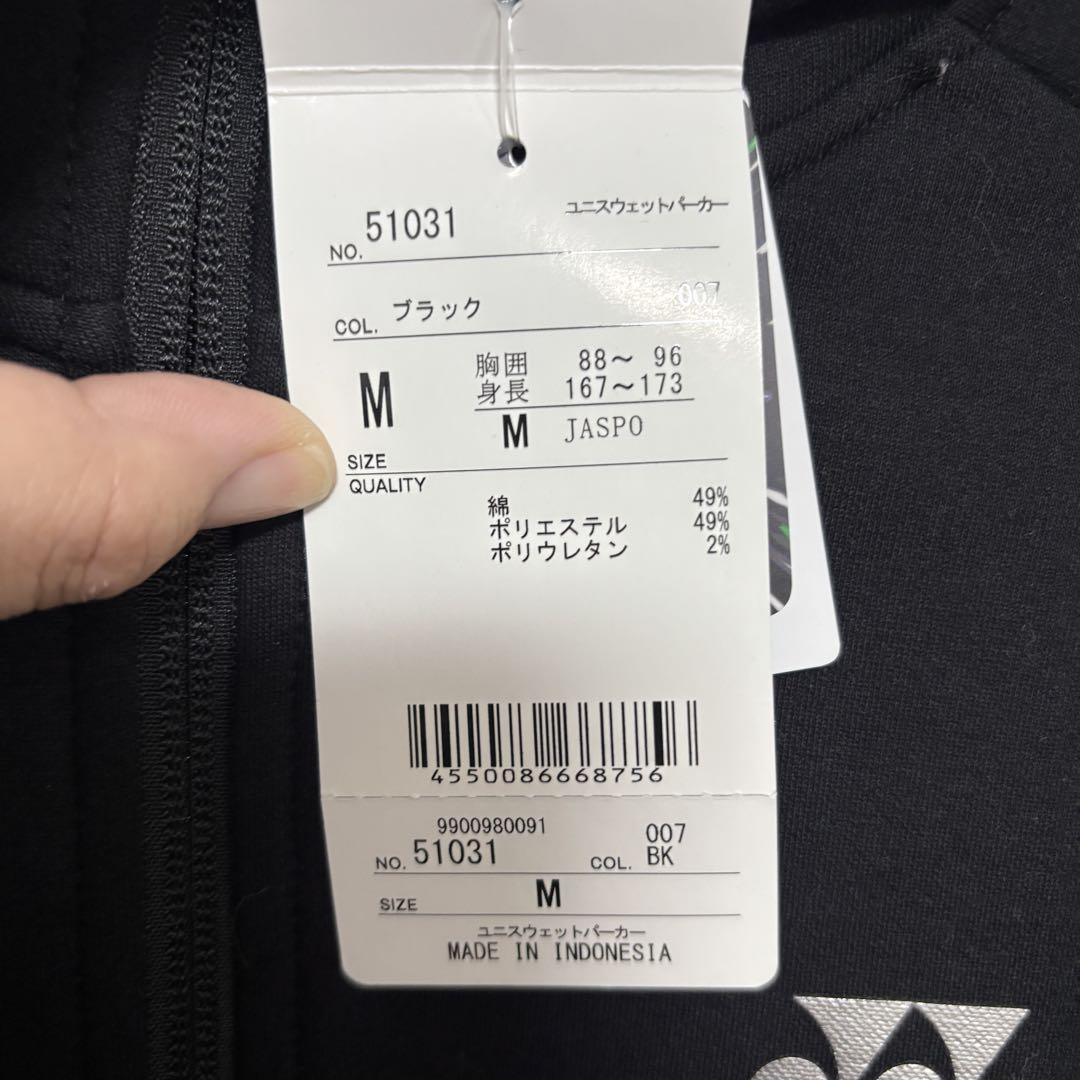 NO. 51031 ユニスウェットパーカー
COL. ブラック 007
M 胸囲 88〜 96
身長 167〜173
M JASPO
SIZE
QUALITY
綿 49%
ポリエステル 49%
ポリウレタン 2%
4550086668756
9900980091
NO. 51031 COL. 007
BK
SIZE M
ユニスウェットパーカー
MADE IN INDONESIA